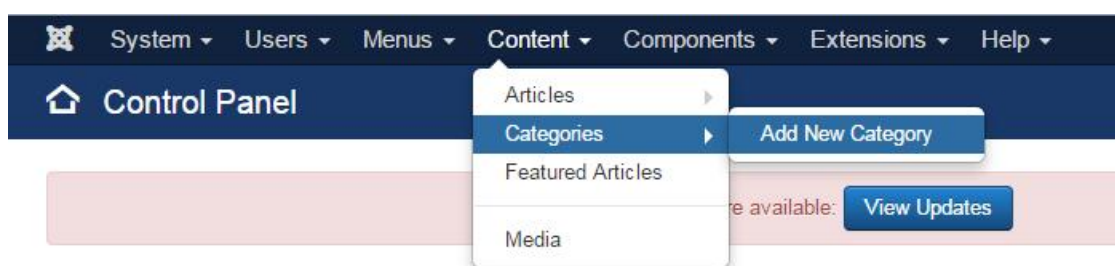 System Users Menus Content Components Extensions Help
Control Panel
Articles
Categories Add New Category
Featured Articles
available: View Updates
Media